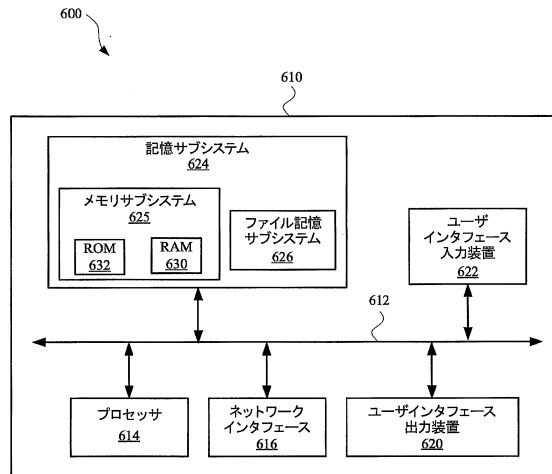 600
610
記憶サブシステム
624
メモリサブシステム
625
ROM
632
RAM
630
ファイル記憶
サブシステム
626
ユーザ
インタフェース
入力装置
622
612
プロセッサ
614
ネットワーク
インタフェース
616
ユーザインタフェース
出力装置
620